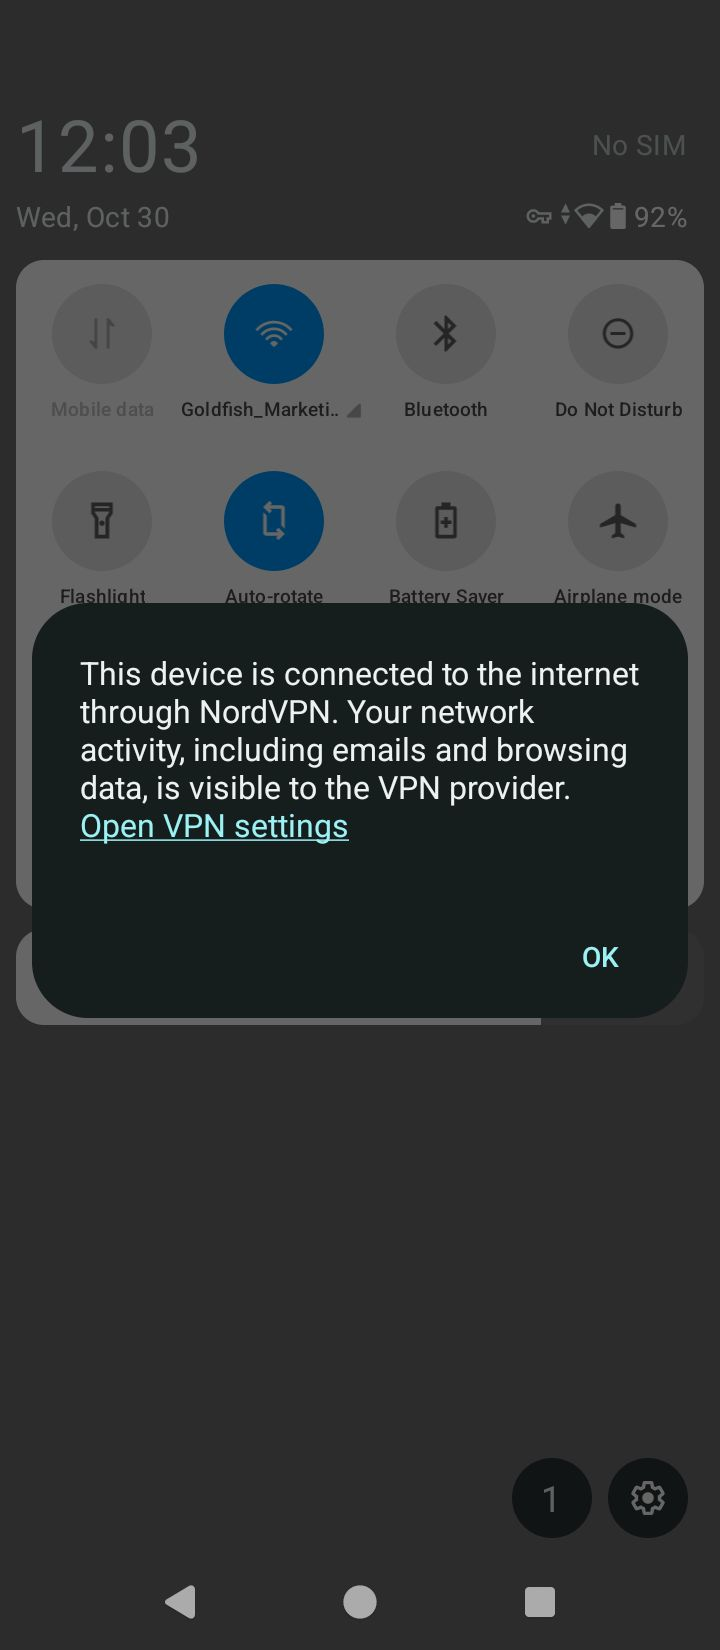 12:03
No SIM
Wed, Oct 30
92%
Mobile data
Goldfish_Marketi..
Bluetooth
Do Not Disturb
Flashlight
Auto-rotate
Battery Saver
Airplane mode
This device is connected to the internet
through NordVPN. Your network
activity, including emails and browsing
data, is visible to the VPN provider.
Open VPN settings
OK
1